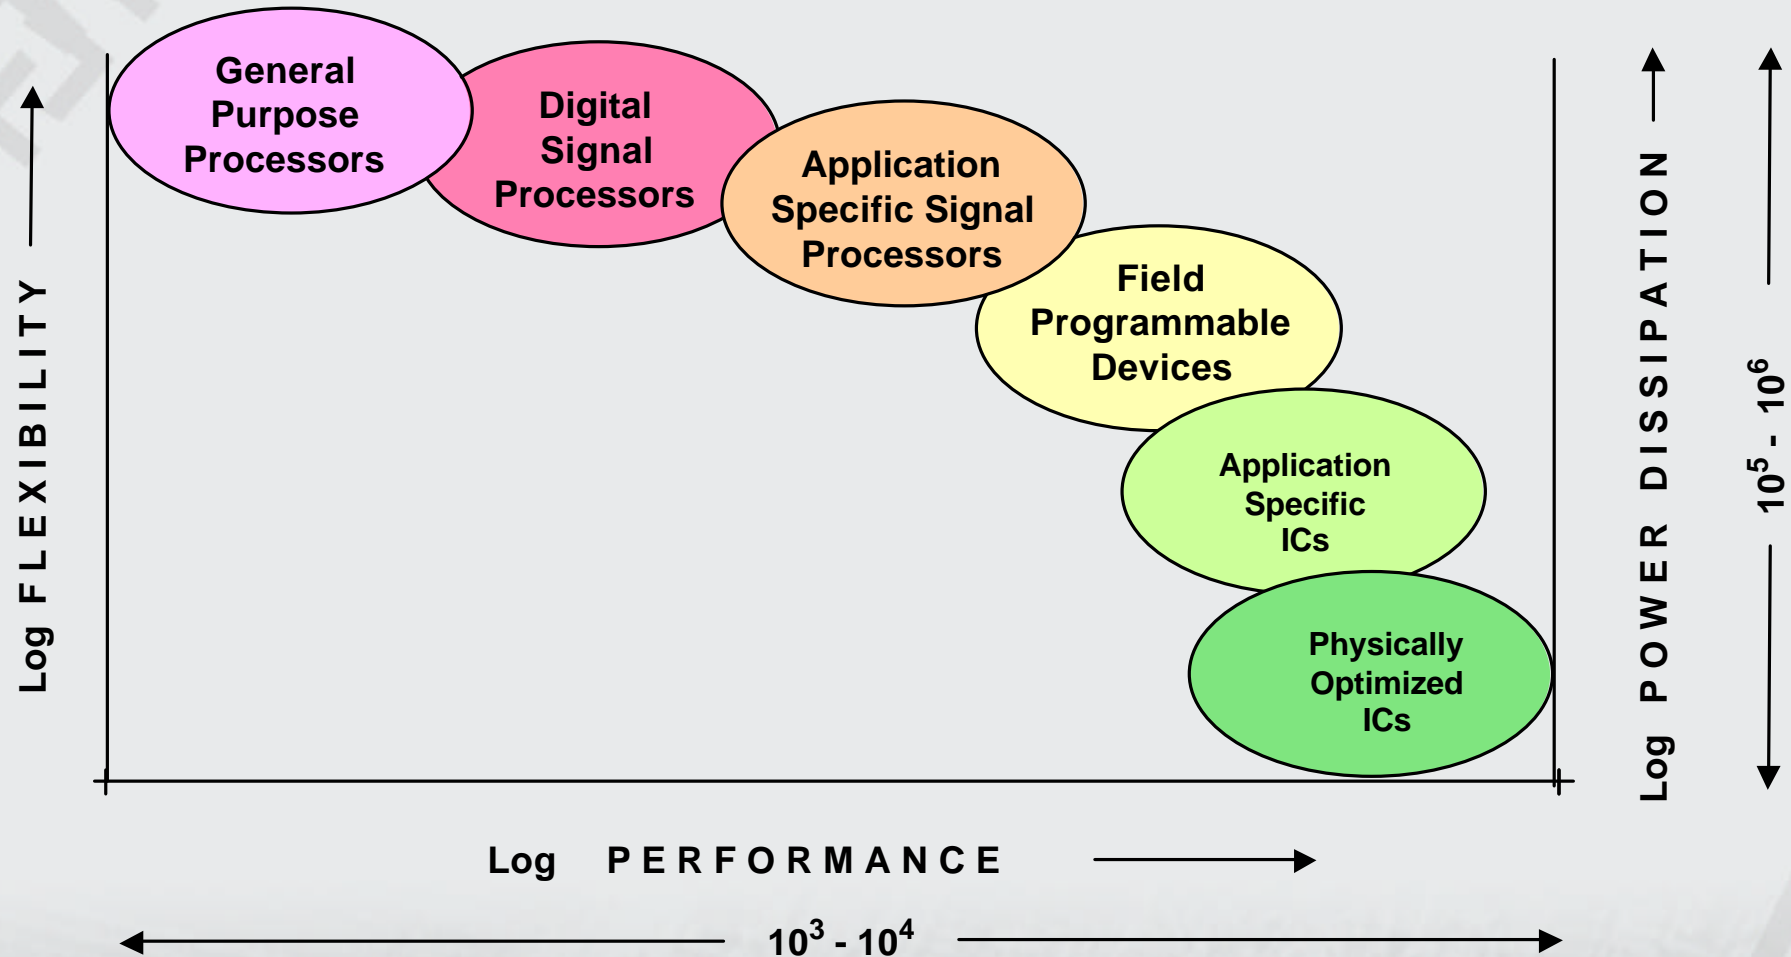 General
Purpose
Processors
Digital
Signal
Processors
Application
Specific Signal
Processors
Field
Programmable
Devices
Application
Specific
ICs
Physically
Optimized
ICs
Log FLEXIBILITY
Log POWER DISSIPATION
10⁵ - 10⁶
Log PERFORMANCE
10³ - 10⁴